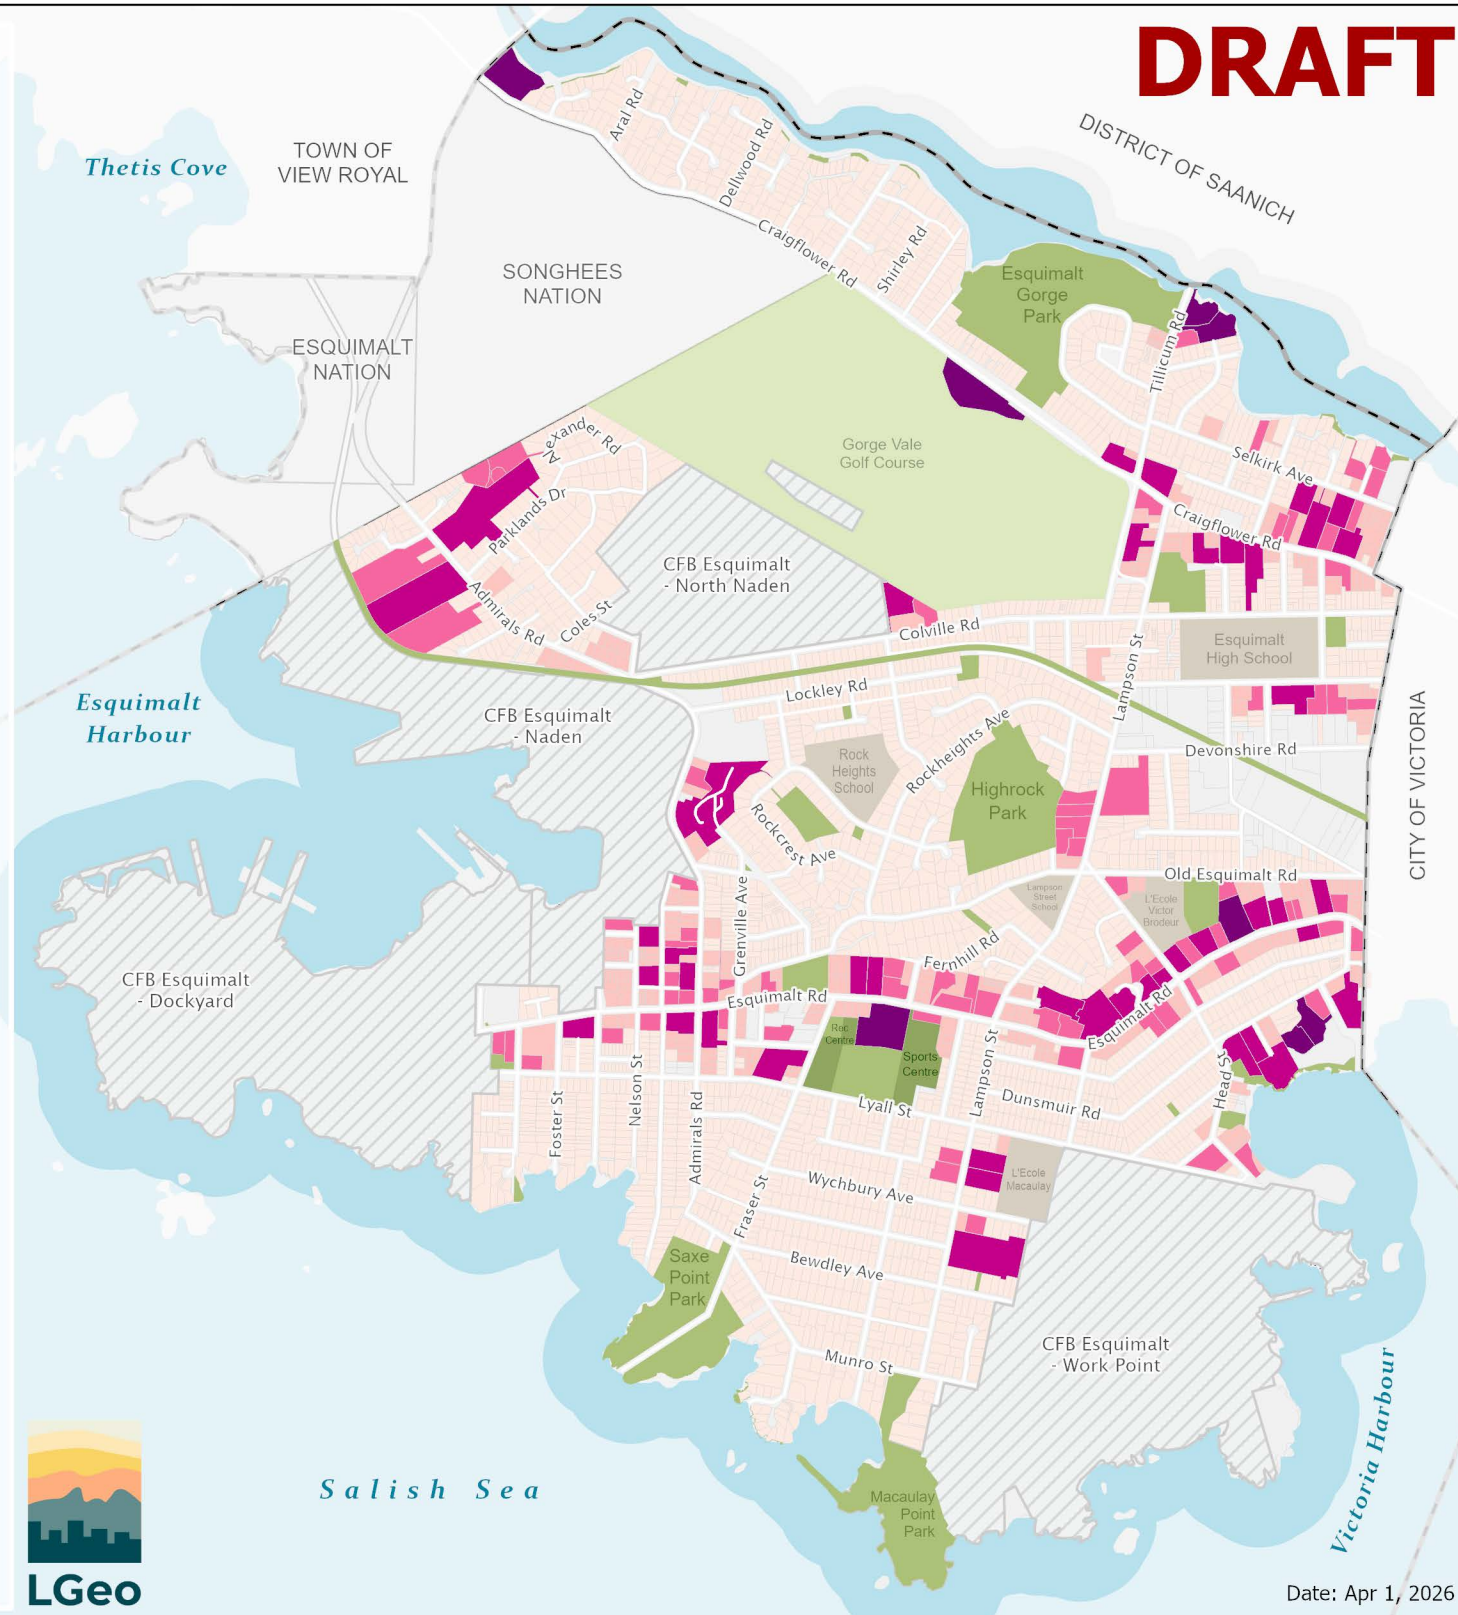 DRAFT
DISTRICT OF SAANICH
Thetis Cove
TOWN OF
VIEW ROYAL
Aral Rd
Dellwood Rd
Craigflower Rd
Shirley Rd
SONGHEES
NATION
Esquimalt
Gorge
Park
ESQUIMALT
NATION
Tillicum Rd
Alexander Rd
Gorge Vale
Golf Course
Selkirk Ave
Parklands Dr
Craigflower Rd
CFB Esquimalt
- North Naden
Admirals Rd
Coles St
Colville Rd
Esquimalt
High School
Lampson St
Esquimalt
Harbour
CFB Esquimalt
- Naden
Lockley Rd
Rockheights Ave
Devonshire Rd
CITY OF VICTORIA
Rock
Heights
School
Highrock
Park
Rockcrest Ave
Old Esquimalt Rd
Lampson
Street
School
L'Ecole
Victor
Brodeur
Grenville Ave
Fernhill Rd
CFB Esquimalt
- Dockyard
Esquimalt Rd
Esquimalt Rd
Rec
Centre
Sports
Centre
Lampson St
Head St
Foster St
Nelson St
Admirals Rd
Lyall St
Dunsmuir Rd
L'Ecole
Macaulay
Wychbury Ave
Fraser St
Saxe
Point
Park
Bewdley Ave
CFB Esquimalt
- Work Point
Munro St
Victoria Harbour
Salish Sea
Macaulay
Point
Park
LGeo
Date: Apr 1, 2026